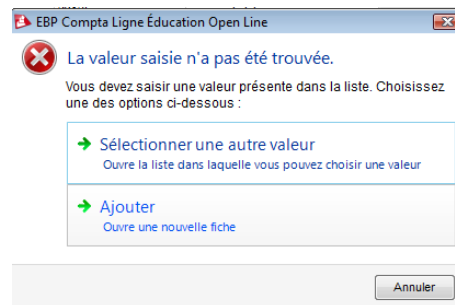 EBP Compta Ligne Éducation Open Line
La valeur saisie n'a pas été trouvée.
Vous devez saisir une valeur présente dans la liste. Choisissez
une des options ci-dessous :
Sélectionner une autre valeur
Ouvre la liste dans laquelle vous pouvez choisir une valeur
Ajouter
Ouvre une nouvelle fiche
Annuler